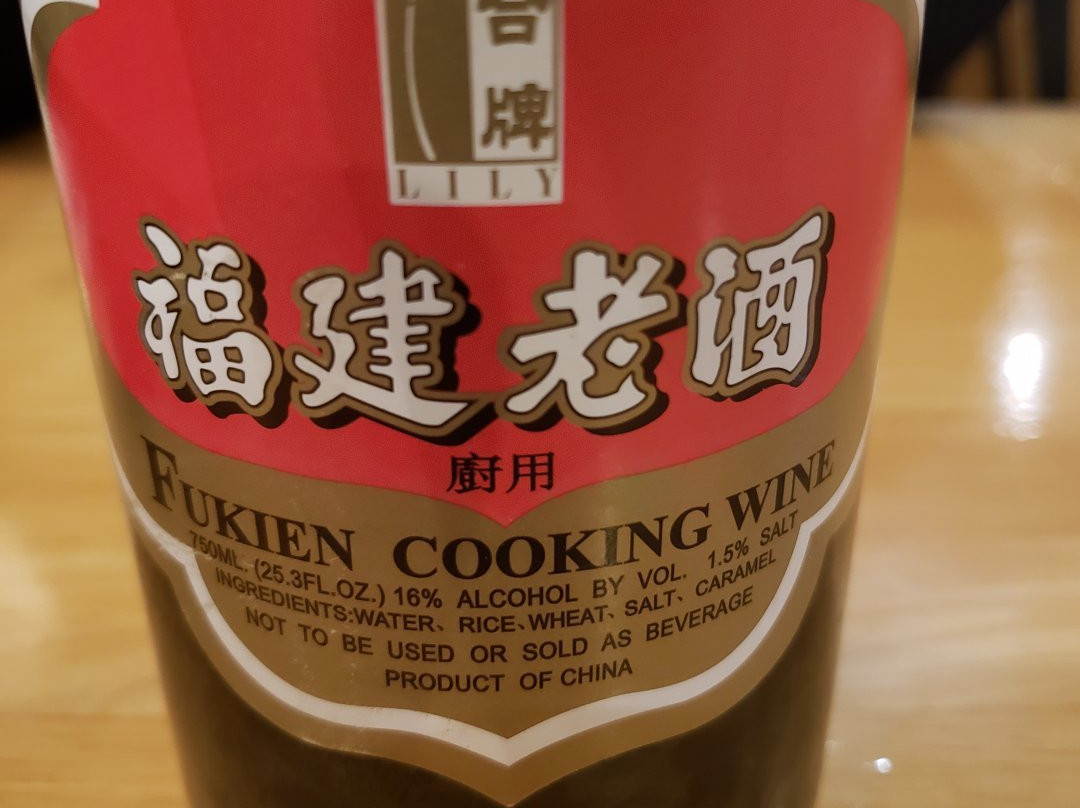 合牌
LILY
福建老酒
廚用
FUKIEN COOKING WINE
750ML. (25.3FL.OZ.) 16% ALCOHOL BY VOL. 1.5% SALT
INGREDIENTS:WATER、RICE、WHEAT、SALT、CARAMEL
NOT TO BE USED OR SOLD AS BEVERAGE
PRODUCT OF CHINA